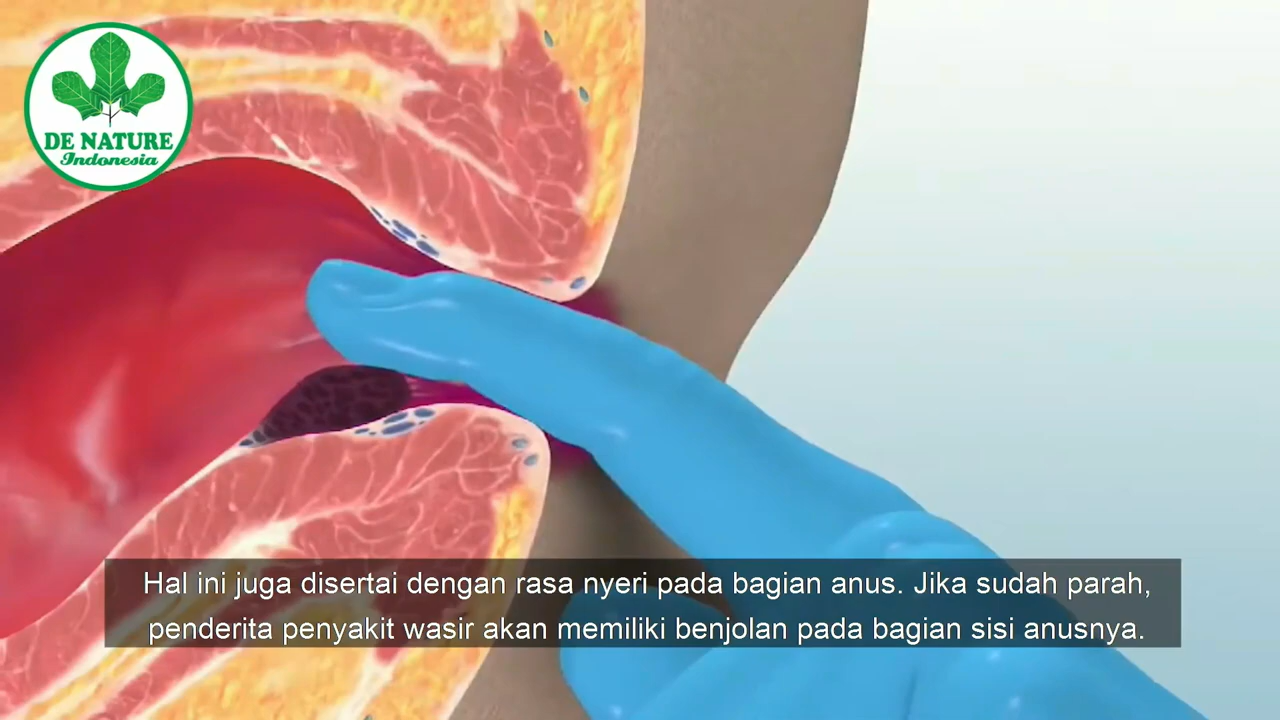 DE NATURE
Indonesia
Hal ini juga disertai dengan rasa nyeri pada bagian anus. Jika sudah parah,
penderita penyakit wasir akan memiliki benjolan pada bagian sisi anusnya.